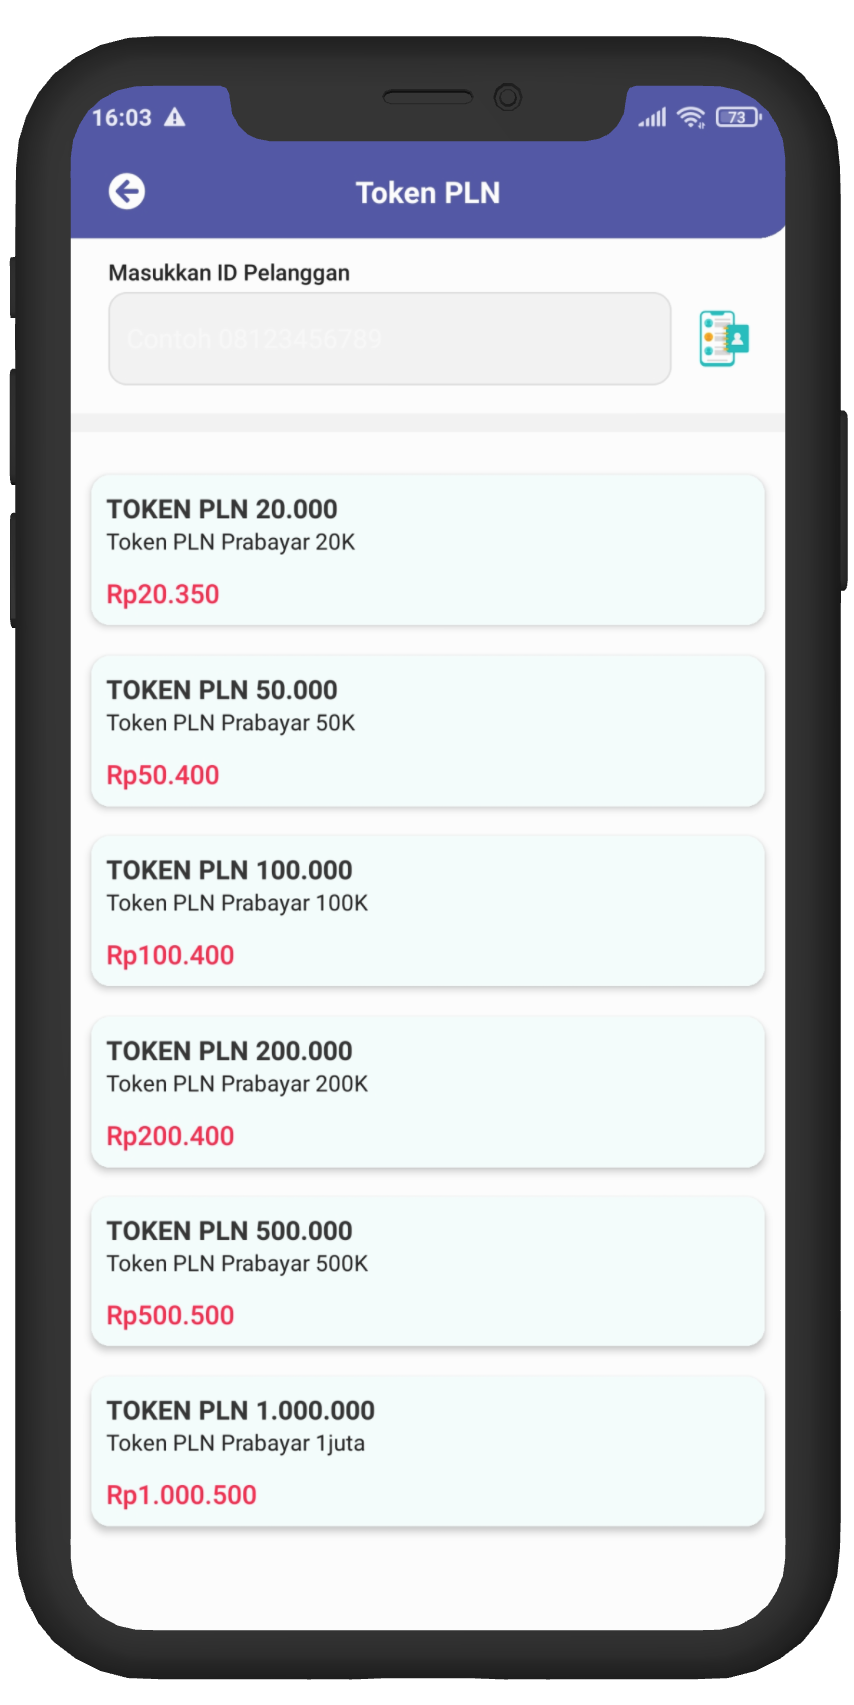 16:03
73
Token PLN
Masukkan ID Pelanggan
Contoh 08123456789
TOKEN PLN 20.000
Token PLN Prabayar 20K
Rp20.350
TOKEN PLN 50.000
Token PLN Prabayar 50K
Rp50.400
TOKEN PLN 100.000
Token PLN Prabayar 100K
Rp100.400
TOKEN PLN 200.000
Token PLN Prabayar 200K
Rp200.400
TOKEN PLN 500.000
Token PLN Prabayar 500K
Rp500.500
TOKEN PLN 1.000.000
Token PLN Prabayar 1juta
Rp1.000.500